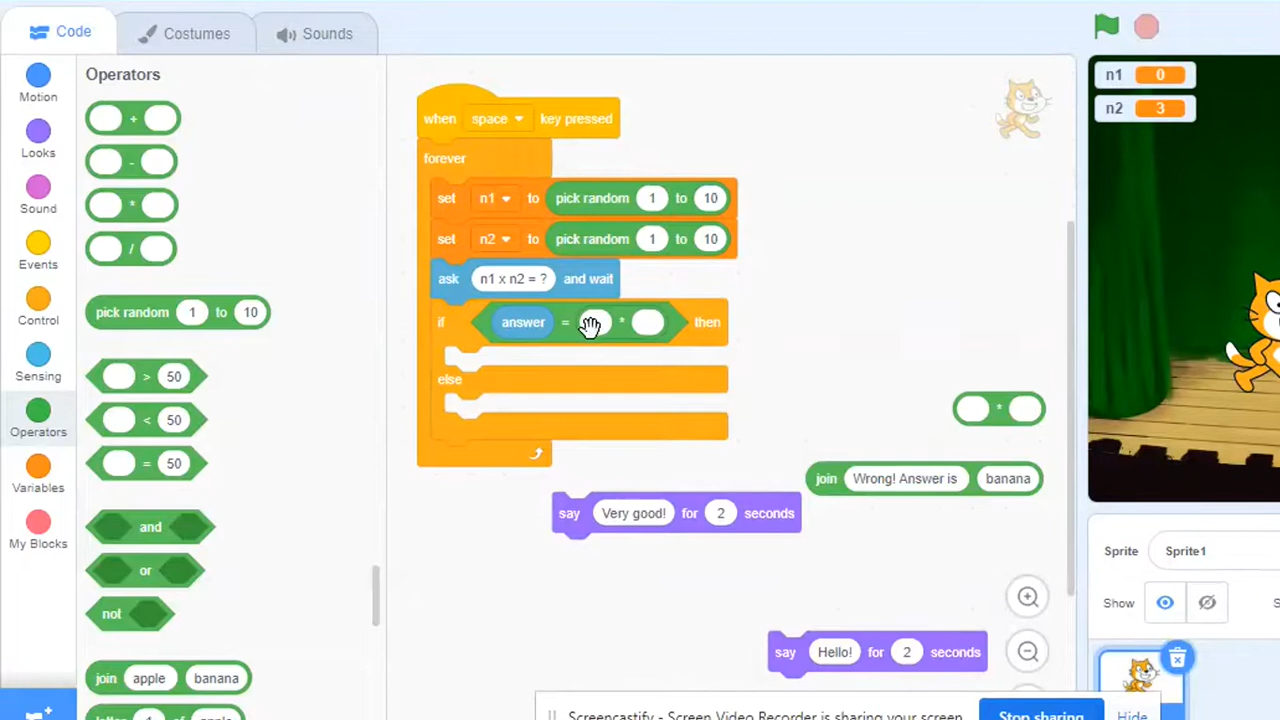 Code Costumes Sounds
Motion
Looks
Sound
Events
Control
Sensing
Operators
Variables
My Blocks
Operators
+
-
*
/
pick random 1 to 10
> 50
< 50
= 50
and
or
not
join apple banana
when space key pressed
forever
set n1 to pick random 1 to 10
set n2 to pick random 1 to 10
ask n1 x n2 = ? and wait
if answer = * then
else
*
join Wrong! Answer is banana
say Very good! for 2 seconds
say Hello! for 2 seconds
n1 0
n2 3
Sprite Sprite1
Show
Screencastify - Screen Video Recorder is sharing your screen. Stop sharing Hide